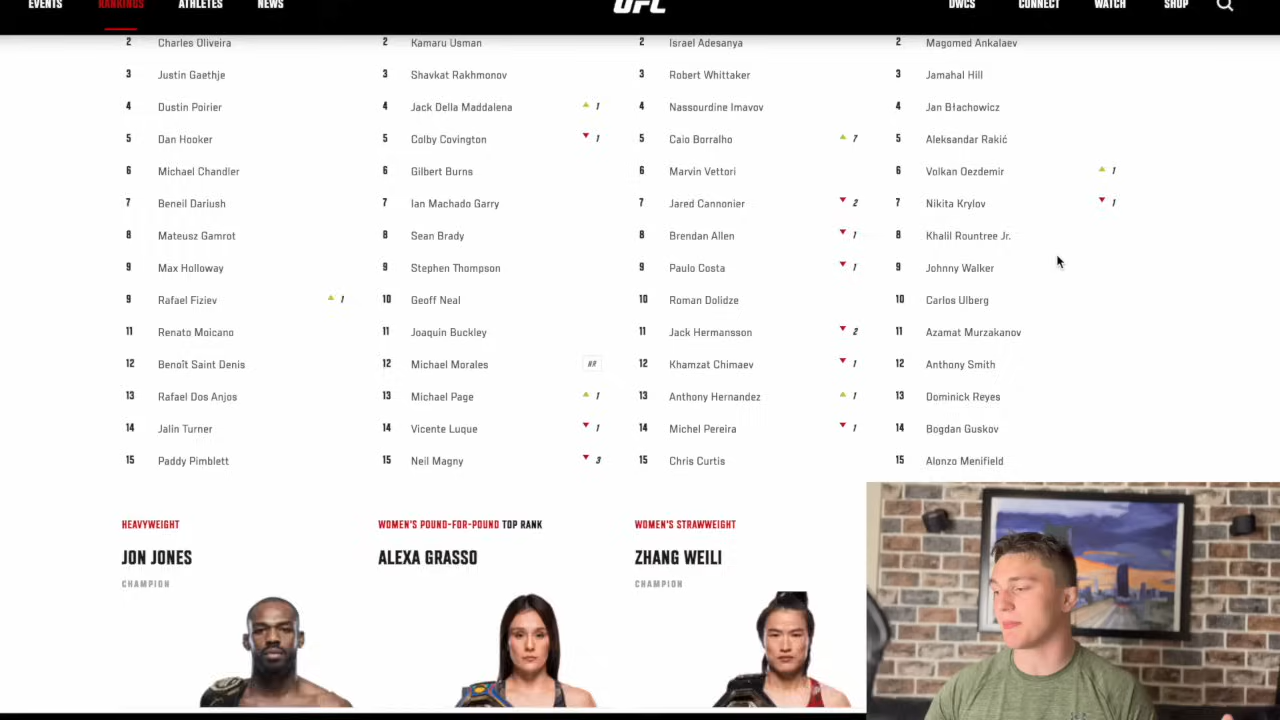 EVENTS RANKINGS ATHLETES NEWS UFC DWCS CONNECT WATCH SHOP
2 Charles Oliveira 2 Kamaru Usman 2 Israel Adesanya 2 Magomed Ankalaev
3 Justin Gaethje 3 Shavkat Rakhmonov 3 Robert Whittaker 3 Jamahal Hill
4 Dustin Poirier 4 Jack Della Maddalena 1 4 Nassourdine Imavov 4 Jan Błachowicz
5 Dan Hooker 5 Colby Covington 1 5 Caio Borralho 7 5 Aleksandar Rakić
6 Michael Chandler 6 Gilbert Burns 6 Marvin Vettori 6 Volkan Oezdemir 1
7 Beneil Dariush 7 Ian Machado Garry 7 Jared Cannonier 2 7 Nikita Krylov 1
8 Mateusz Gamrot 8 Sean Brady 8 Brendan Allen 1 8 Khalil Rountree Jr.
9 Max Holloway 9 Stephen Thompson 9 Paulo Costa 1 9 Johnny Walker
9 Rafael Fiziev 1 10 Geoff Neal 10 Roman Dolidze 10 Carlos Ulberg
11 Renato Moicano 11 Joaquin Buckley 11 Jack Hermansson 2 11 Azamat Murzakanov
12 Benoît Saint Denis 12 Michael Morales NR 12 Khamzat Chimaev 1 12 Anthony Smith
13 Rafael Dos Anjos 13 Michael Page 1 13 Anthony Hernandez 1 13 Dominick Reyes
14 Jalin Turner 14 Vicente Luque 1 14 Michel Pereira 1 14 Bogdan Guskov
15 Paddy Pimblett 15 Neil Magny 3 15 Chris Curtis 15 Alonzo Menifield
HEAVYWEIGHT WOMEN'S POUND-FOR-POUND TOP RANK WOMEN'S STRAWWEIGHT
JON JONES ALEXA GRASSO ZHANG WEILI
CHAMPION CHAMPION